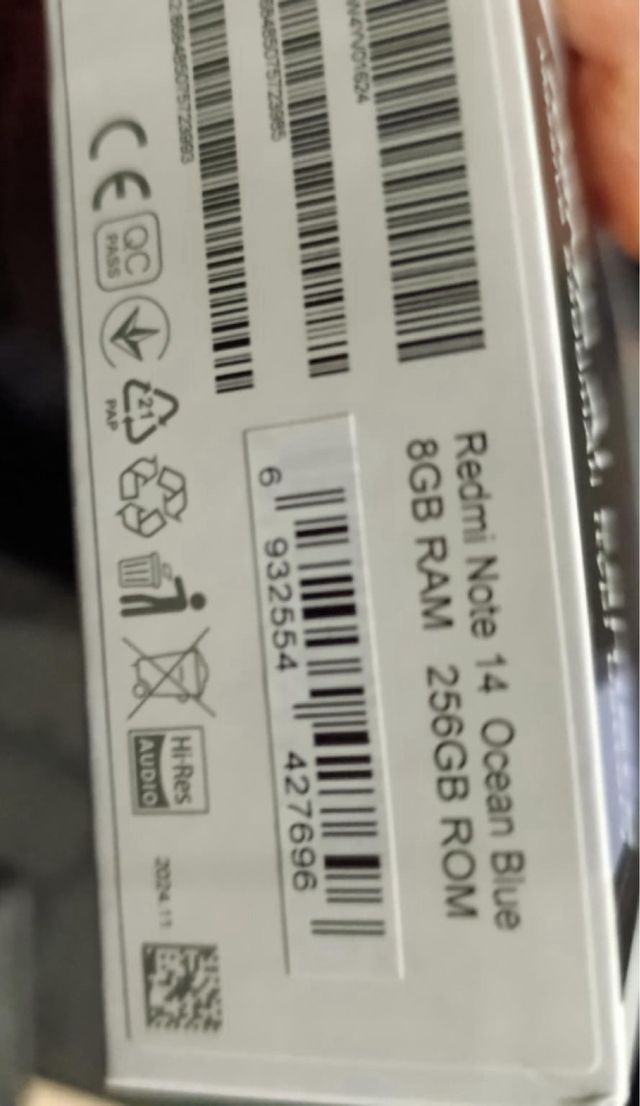 Redmi Note 14 Ocean Blue
8GB RAM 256GB ROM
6 932554 427696
CE
QC
PASS
21
PAP
Hi-Res
AUDIO
2024.11